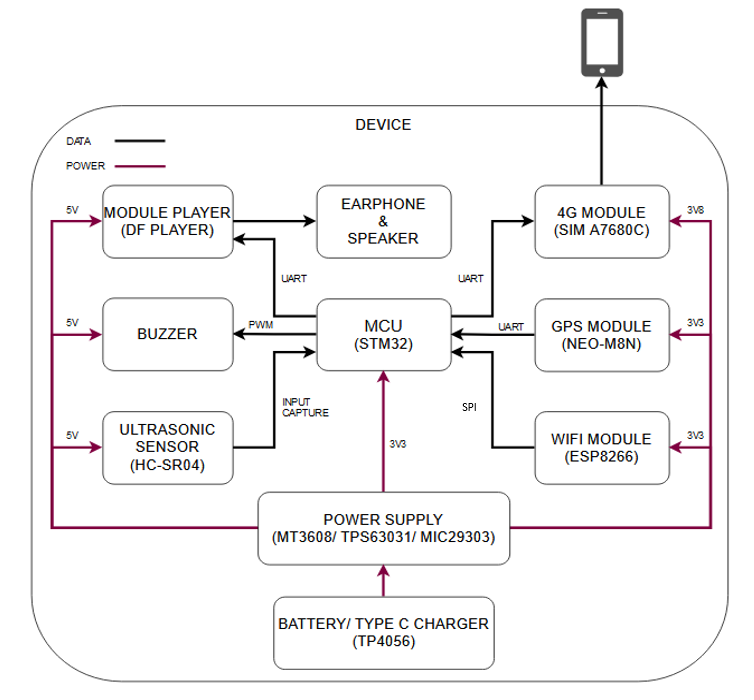 DEVICE
DATA
POWER
5V
MODULE PLAYER
(DF PLAYER)
EARPHONE
&
SPEAKER
4G MODULE
(SIM A7680C)
3V8
UART
UART
5V
BUZZER
PWM
MCU
(STM32)
UART
GPS MODULE
(NEO-M8N)
3V3
INPUT
CAPTURE
SPI
5V
ULTRASONIC
SENSOR
(HC-SR04)
3V3
WIFI MODULE
(ESP8266)
3V3
POWER SUPPLY
(MT3608/ TPS63031/ MIC29303)
BATTERY/ TYPE C CHARGER
(TP4056)